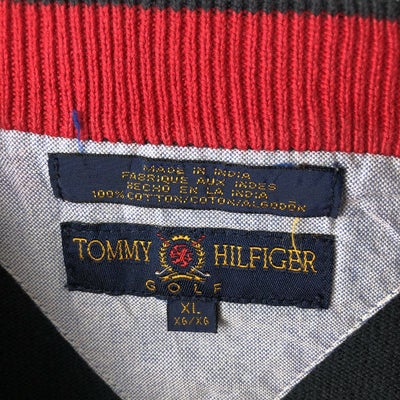 MADE IN INDIA
FABRIQUE AUX INDES
HECHO EN LA INDIA
100% COTTON/COTON/ALGODÓN
TOMMY HILFIGER
GOLF
XL
XG/XG